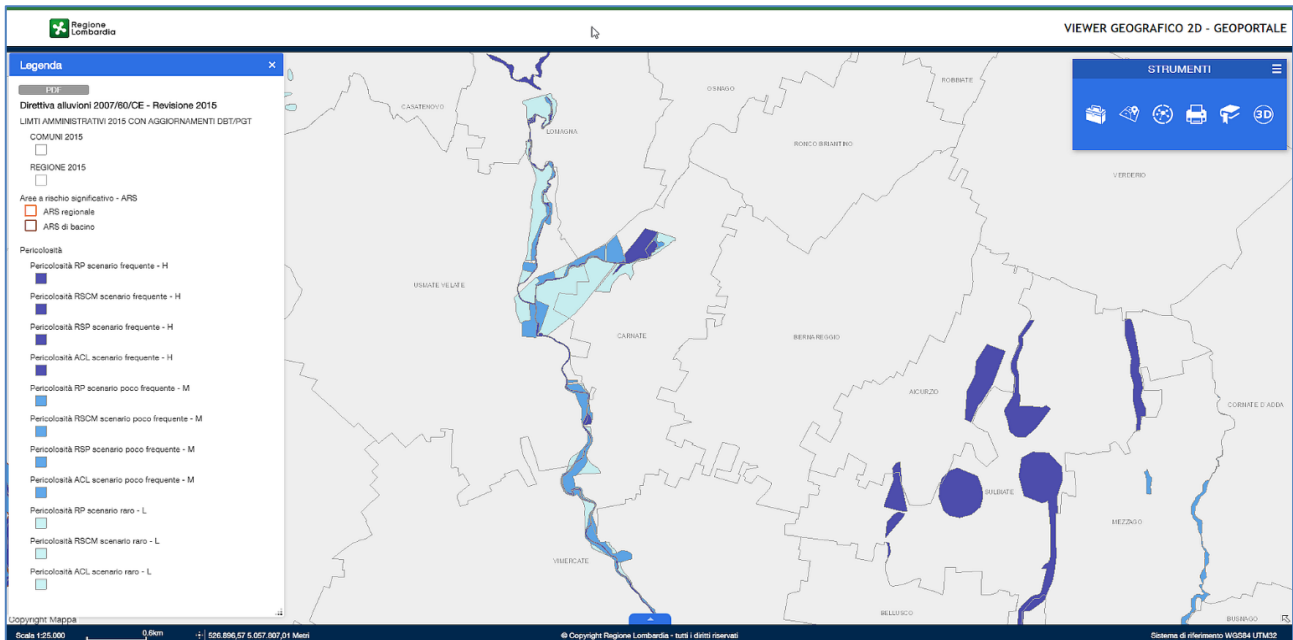 Regione
Lombardia
VIEWER GEOGRAFICO 2D - GEOPORTALE
Legenda
×
PDF
Direttiva alluvioni 2007/60/CE - Revisione 2015
LIMTI AMMINISTRATIVI 2015 CON AGGIORNAMENTI DBT/PGT
COMUNI 2015
REGIONE 2015
Aree a rischio significativo - ARS
ARS regionale
ARS di bacino
Pericolosità
Pericolosità RP scenario frequente - H
Pericolosità RSCM scenario frequente - H
Pericolosità RSP scenario frequente - H
Pericolosità ACL scenario frequente - H
Pericolosità RP scenario poco frequente - M
Pericolosità RSCM scenario poco frequente - M
Pericolosità RSP scenario poco frequente - M
Pericolosità ACL scenario poco frequente - M
Pericolosità RP scenario raro - L
Pericolosità RSCM scenario raro - L
Pericolosità ACL scenario raro - L
STRUMENTI
3D
CASATENOVO
OSNAGO
ROBBIATE
LOMAGNA
RONCO BRIANTINO
VERDERIO
USMATE VELATE
CARNATE
BERNAREGGIO
AICURZO
CORNATE D'ADDA
SULBIATE
MEZZAGO
VIMERCATE
BELLUSCO
BUSNAGO
Copyright Mappa
Scala 1:25.000
0,6km
526.896,57 5.057.807,01 Metri
© Copyright Regione Lombardia - tutti i diritti riservati
Sistema di riferimento WGS84 UTM32